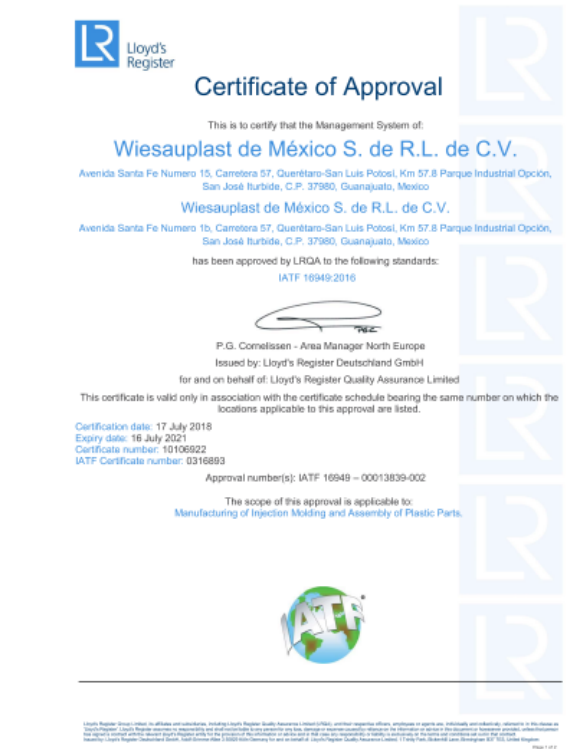 LR
Lloyd's
Register
Certificate of Approval
This is to certify that the Management System of:
Wiesauplast de México S. de R.L. de C.V.
Avenida Santa Fe Numero 15, Carretera 57, Querétaro-San Luis Potosí, Km 57.8 Parque Industrial Opción,
San José Iturbide, C.P. 37980, Guanajuato, Mexico
Wiesauplast de México S. de R.L. de C.V.
Avenida Santa Fe Numero 1b, Carretera 57, Querétaro-San Luis Potosí, Km 57.8 Parque Industrial Opción,
San José Iturbide, C.P. 37980, Guanajuato, Mexico
has been approved by LRQA to the following standards:
IATF 16949:2016
P.G. Cornelissen - Area Manager North Europe
Issued by: Lloyd's Register Deutschland GmbH
for and on behalf of: Lloyd's Register Quality Assurance Limited
This certificate is valid only in association with the certificate schedule bearing the same number on which the
locations applicable to this approval are listed.
Certification date: 17 July 2018
Expiry date: 16 July 2021
Certificate number: 10106922
IATF Certificate number: 0316893
Approval number(s): IATF 16949 – 00013839-002
The scope of this approval is applicable to:
Manufacturing of Injection Molding and Assembly of Plastic Parts.
IATF